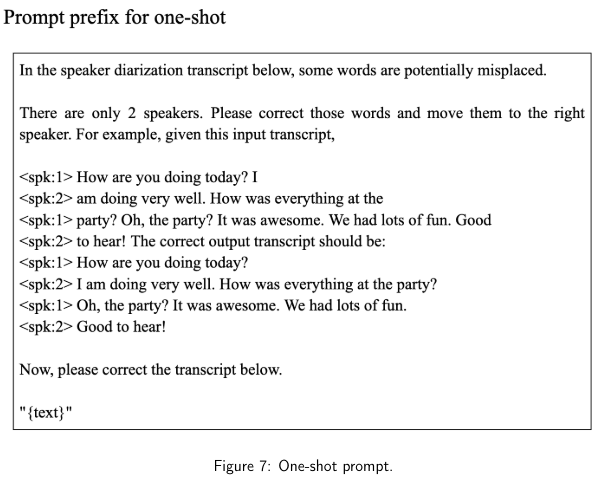 Prompt prefix for one-shot
In the speaker diarization transcript below, some words are potentially misplaced.
There are only 2 speakers. Please correct those words and move them to the right
speaker. For example, given this input transcript,
<spk:1> How are you doing today? I
<spk:2> am doing very well. How was everything at the
<spk:1> party? Oh, the party? It was awesome. We had lots of fun. Good
<spk:2> to hear! The correct output transcript should be:
<spk:1> How are you doing today?
<spk:2> I am doing very well. How was everything at the party?
<spk:1> Oh, the party? It was awesome. We had lots of fun.
<spk:2> Good to hear!
Now, please correct the transcript below.
"{text}"
Figure 7: One-shot prompt.